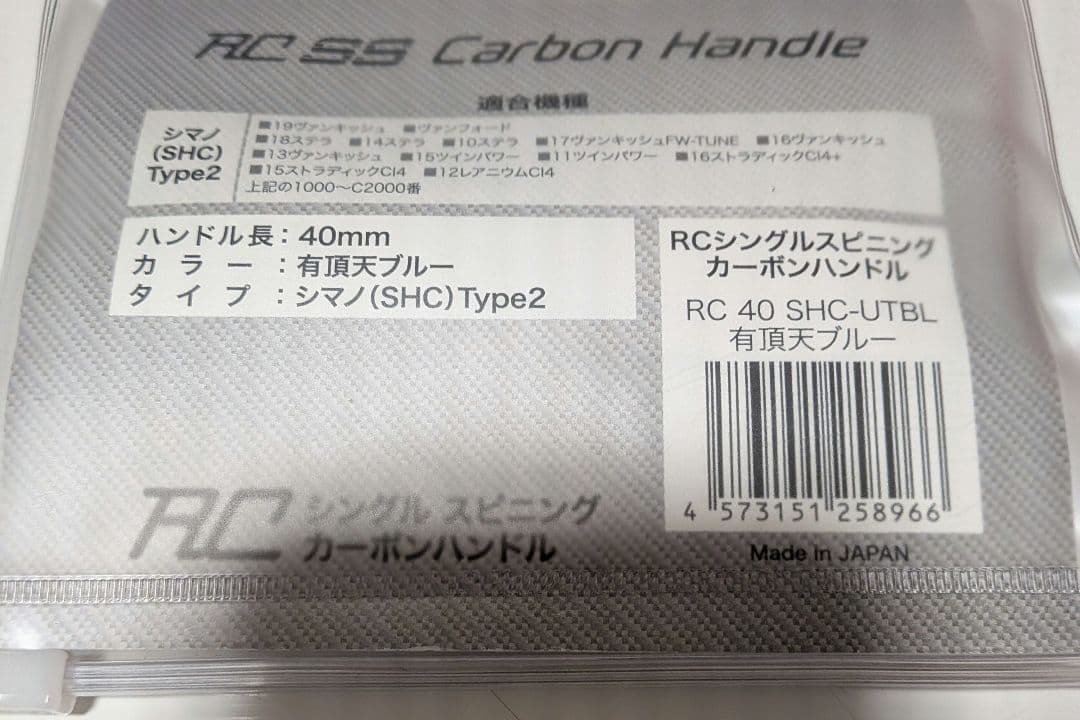 RC SS Carbon Handle
適合機種
シマノ
(SHC)
Type2
■19ヴァンキッシュ ■ヴァンフォード
■18ステラ ■14ステラ ■10ステラ ■17ヴァンキッシュFW-TUNE ■16ヴァンキッシュ
■13ヴァンキッシュ ■15ツインパワー ■11ツインパワー ■16ストラディックCI4+
■15ストラディックCI4 ■12レアニウムCI4
上記の1000〜C2000番
ハンドル長：40mm
カラー：有頂天ブルー
タイプ：シマノ(SHC)Type2
RCシングルスピニング
カーボンハンドル
RC 40 SHC-UTBL
有頂天ブルー
4 573151 258966
Made in JAPAN
RC シングル スピニング
カーボンハンドル